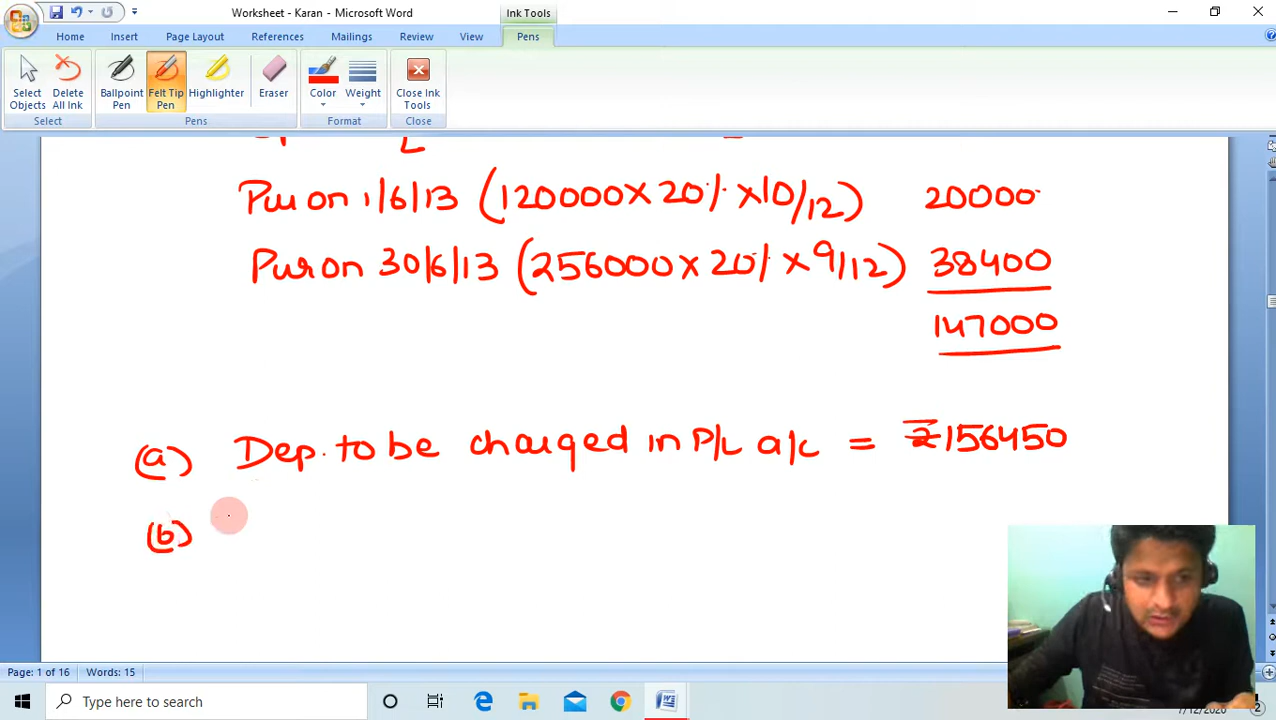 Worksheet - Karan - Microsoft Word
Ink Tools
Home Insert Page Layout References Mailings Review View Pens
Select Objects
Delete All Ink
Ballpoint Pen
Felt Tip Pen
Highlighter
Eraser
Color
Weight
Close Ink Tools
Select Pens Format Close
Pur on 1/6/13 (120000×20%×10/12) 20000
Pur on 30/6/13 (256000×20%×9/12) 38400
147000
(a) Dep. to be charged in P/L a/c = 156450
(b)
Page: 1 of 16 Words: 15
Type here to search
7/12/2020